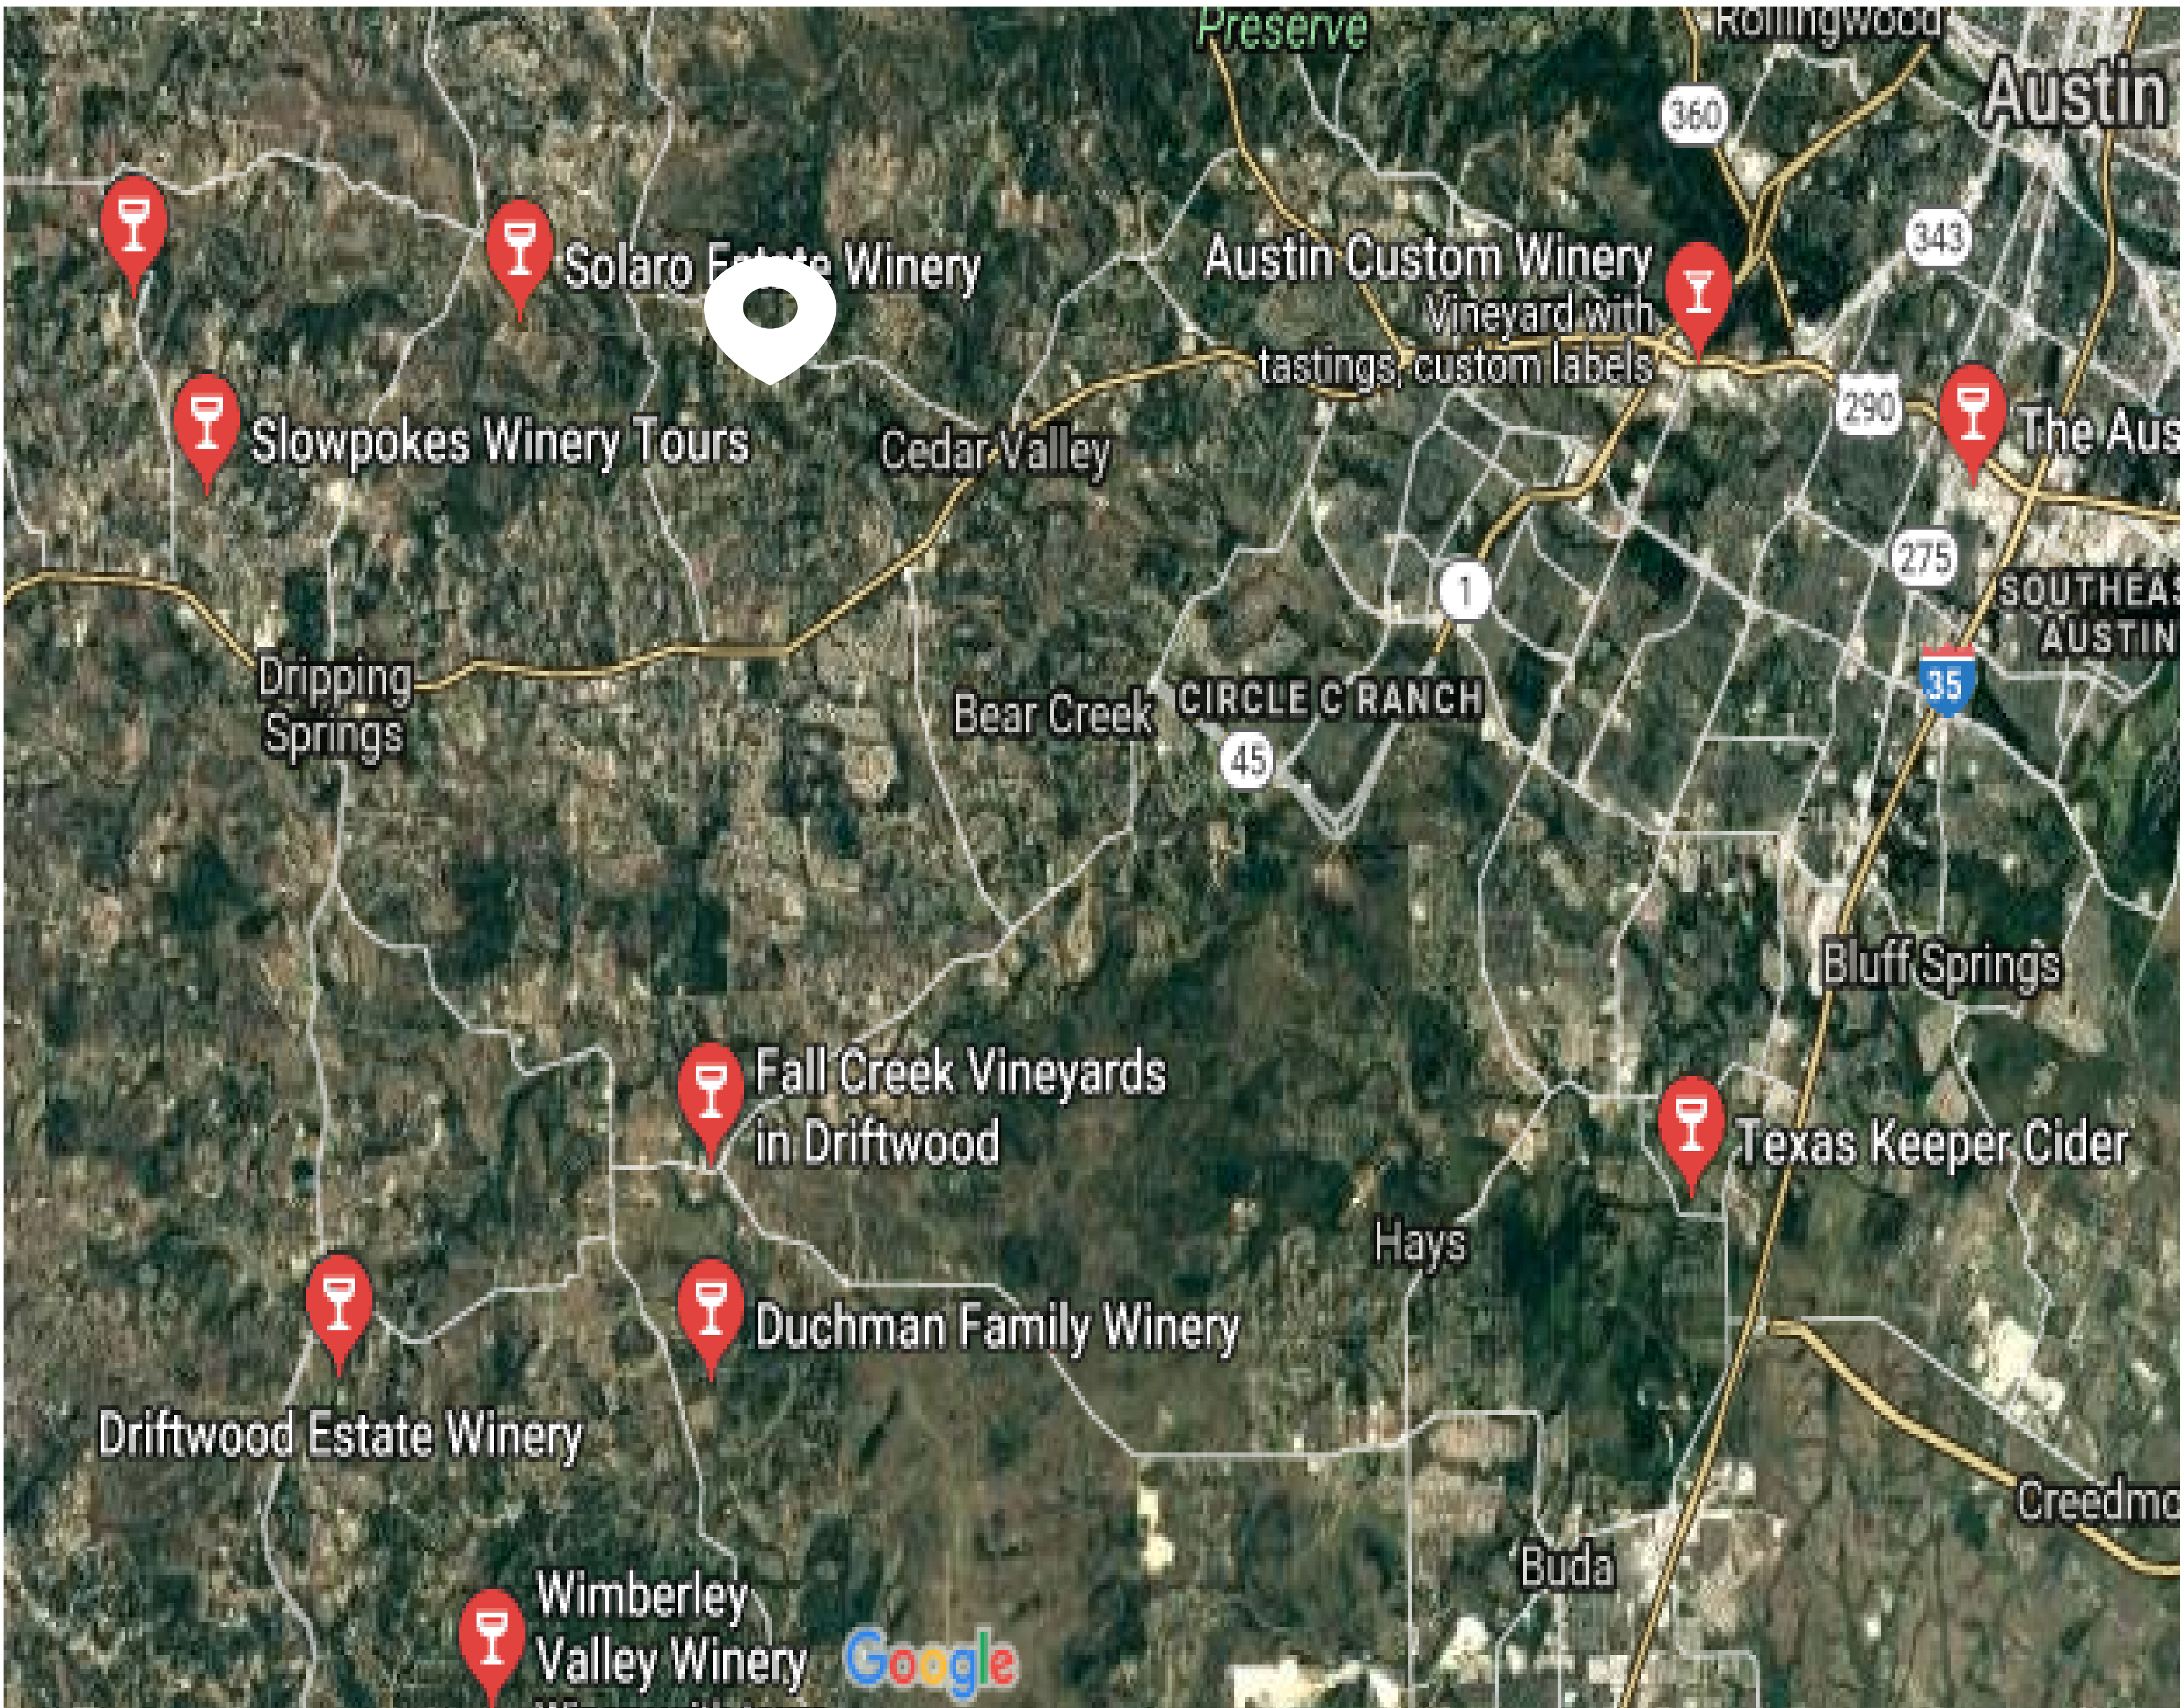 Preserve
Rollingwood
Austin
360
343
Solaro Estate Winery
Austin Custom Winery
Vineyard with
tastings, custom labels
290
The Aus
Slowpokes Winery Tours
Cedar Valley
275
1
SOUTHEAS
AUSTIN
35
Dripping
Springs
Bear Creek
CIRCLE C RANCH
45
Bluff Springs
Fall Creek Vineyards
in Driftwood
Texas Keeper Cider
Hays
Duchman Family Winery
Driftwood Estate Winery
Creedmo
Buda
Wimberley
Valley Winery
Google